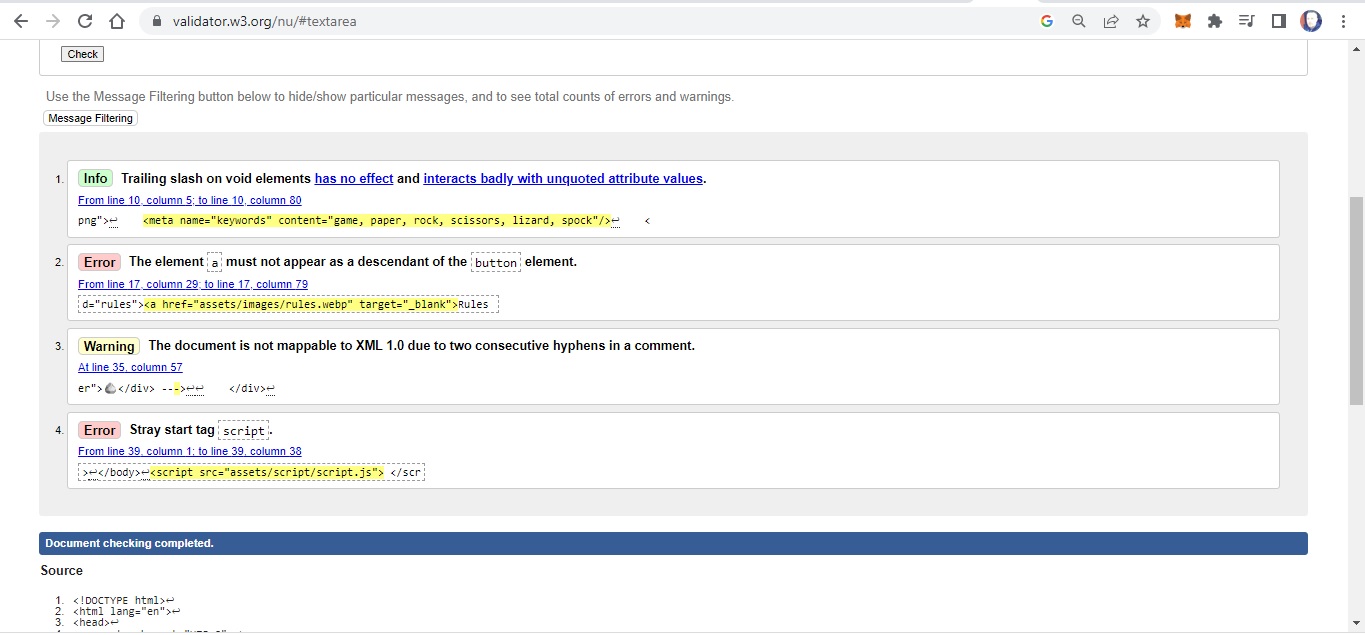 validator.w3.org/nu/#textarea
Check
Use the Message Filtering button below to hide/show particular messages, and to see total counts of errors and warnings.
Message Filtering
1. Info Trailing slash on void elements has no effect and interacts badly with unquoted attribute values.
From line 10, column 5; to line 10, column 80
png">↩ <meta name="keywords" content="game, paper, rock, scissors, lizard, spock"/>↩ <
2. Error The element a must not appear as a descendant of the button element.
From line 17, column 29; to line 17, column 79
d="rules"><a href="assets/images/rules.webp" target="_blank">Rules
3. Warning The document is not mappable to XML 1.0 due to two consecutive hyphens in a comment.
At line 35, column 57
er">🪨</div> --->↩↩ </div>↩
4. Error Stray start tag script.
From line 39, column 1; to line 39, column 38
>↩</body>↩<script src="assets/script/script.js"> </scr
Document checking completed.
Source
1. <!DOCTYPE html>↩
2. <html lang="en">↩
3. <head>↩